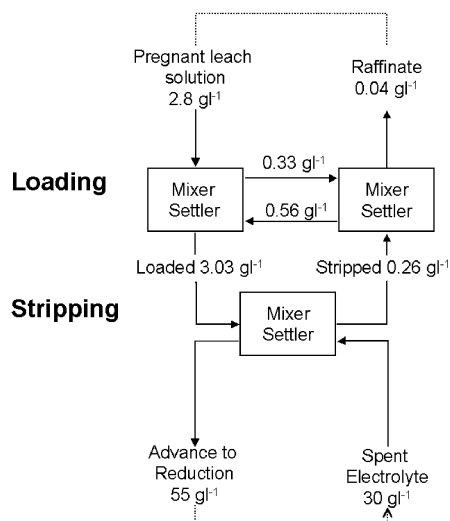 Pregnant leach
solution
2.8 gl⁻¹
Raffinate
0.04 gl⁻¹
Loading
Mixer
Settler
0.33 gl⁻¹
0.56 gl⁻¹
Mixer
Settler
Loaded 3.03 gl⁻¹
Stripped 0.26 gl⁻¹
Stripping
Mixer
Settler
Advance to
Reduction
55 gl⁻¹
Spent
Electrolyte
30 gl⁻¹